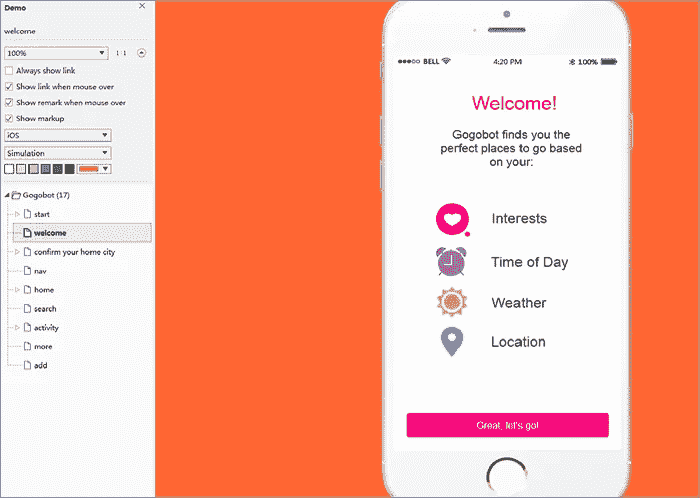 Demo
welcome
100%
1:1
Always show link
Show link when mouse over
Show remark when mouse over
Show markup
iOS
Simulation
Gogobot (17)
start
welcome
confirm your home city
nav
home
search
activity
more
add
BELL
4:20 PM
100%
Welcome!
Gogobot finds you the
perfect places to go based
on your:
Interests
Time of Day
Weather
Location
Great, let's go!